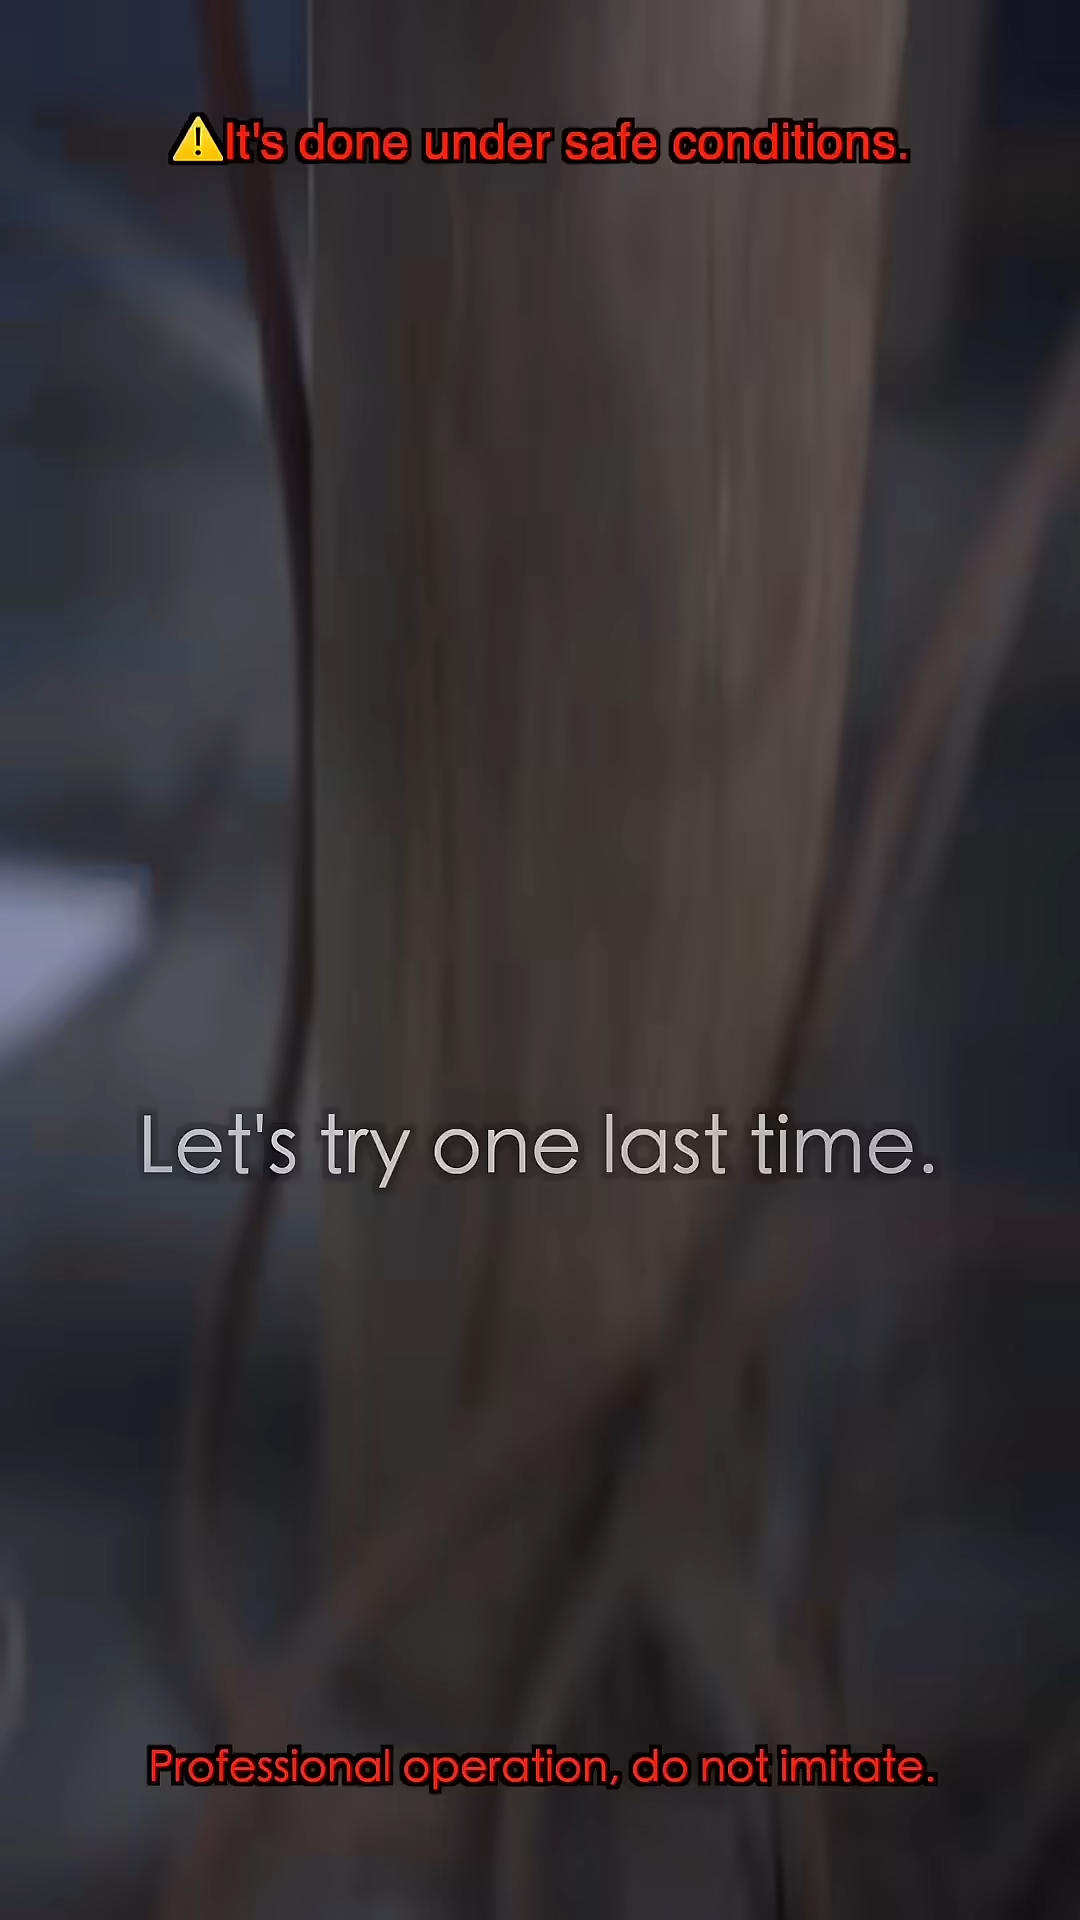 ⚠️It's done under safe conditions.
Let's try one last time.
Professional operation, do not imitate.